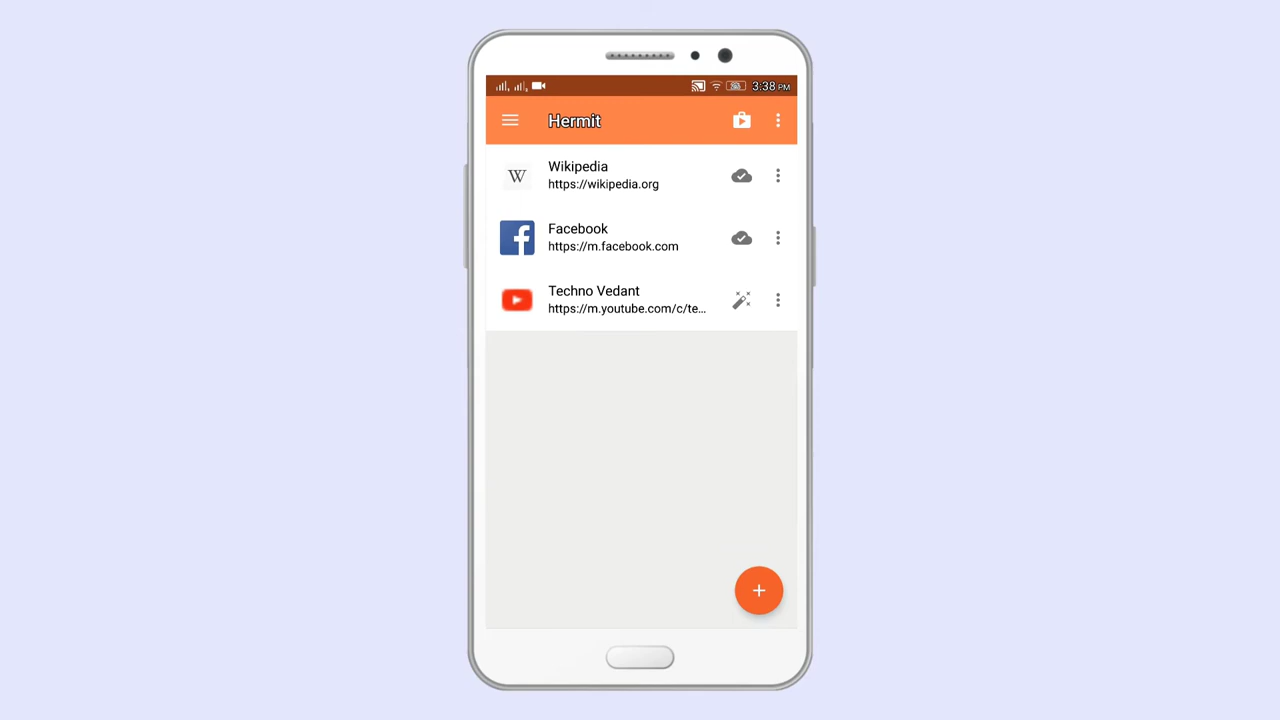 3:38 PM
Hermit
W
Wikipedia
https://wikipedia.org
Facebook
https://m.facebook.com
Techno Vedant
https://m.youtube.com/c/te...